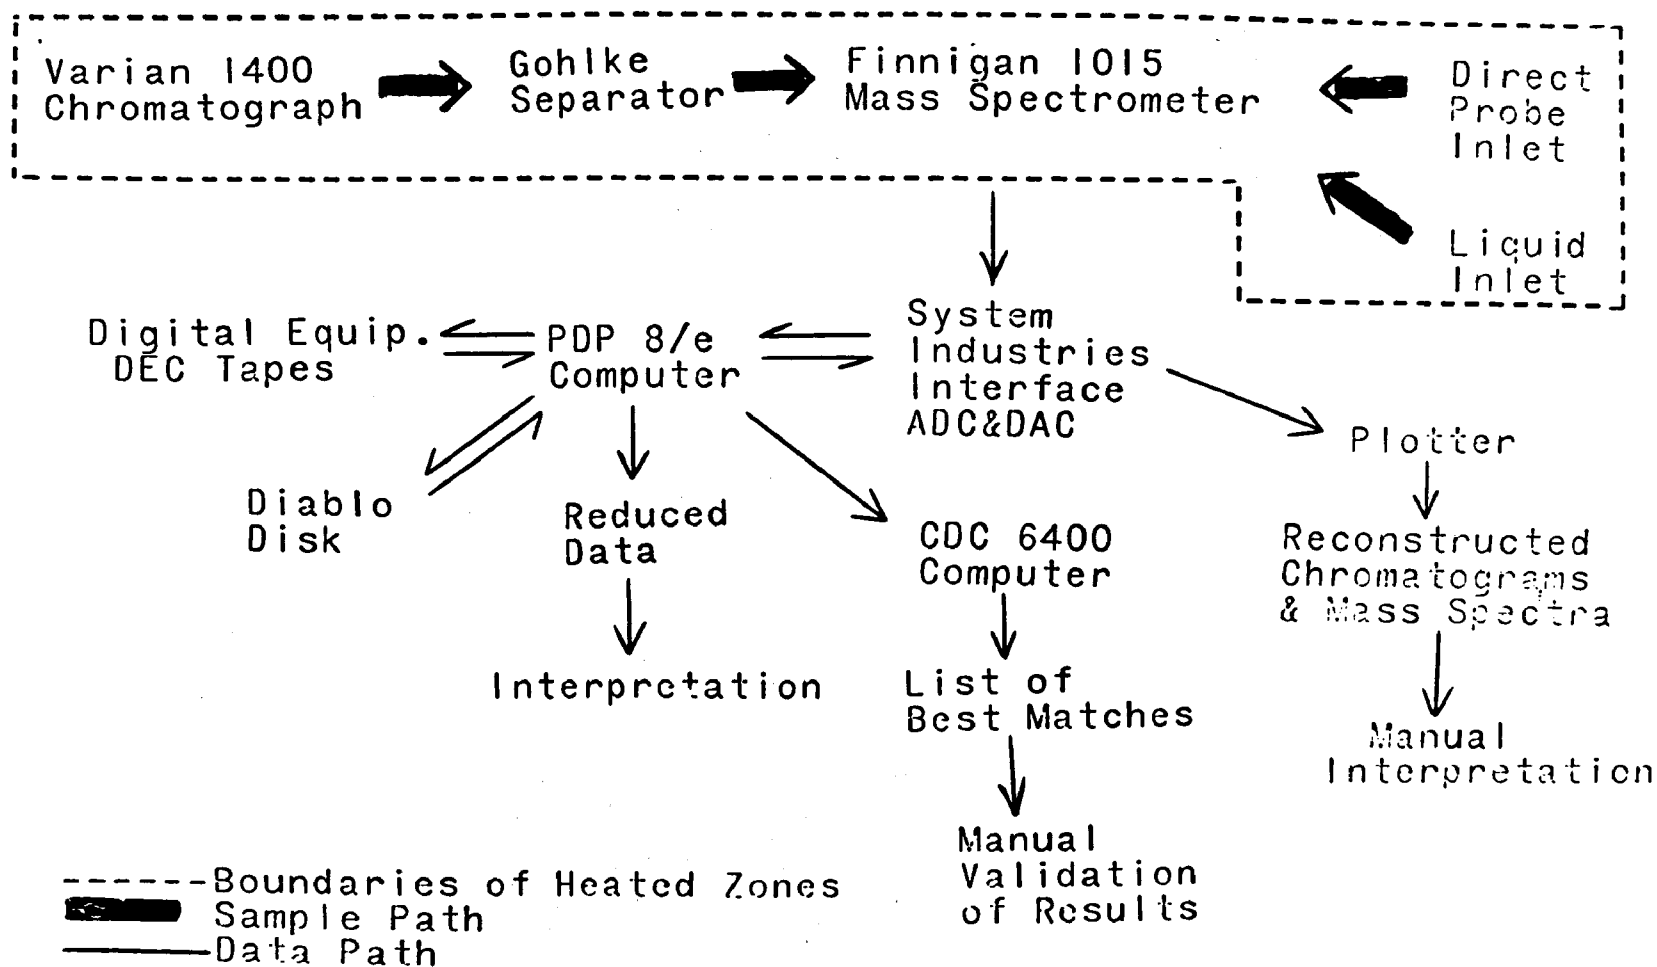 Varian 1400
Chromatograph
Gohlke
Separator
Finnigan 1015
Mass Spectrometer
Direct
Probe
Inlet
Liquid
Inlet
Digital Equip.
DEC Tapes
PDP 8/e
Computer
System
Industries
Interface
ADC&DAC
Plotter
Diablo
Disk
Reduced
Data
CDC 6400
Computer
Reconstructed
Chromatograms
& Mass Spectra
Interpretation
List of
Best Matches
Manual
Interpretation
Manual
Validation
of Results
Boundaries of Heated Zones
Sample Path
Data Path